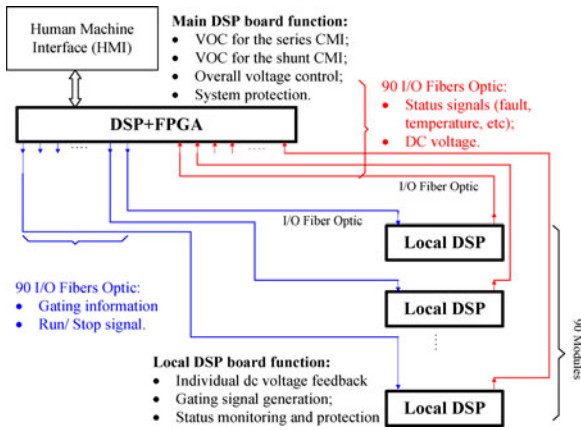 Human Machine
Interface (HMI)
Main DSP board function:
• VOC for the series CMI;
• VOC for the shunt CMI;
• Overall voltage control;
• System protection.
DSP+FPGA
90 I/O Fibers Optic:
• Status signals (fault,
temperature, etc);
• DC voltage.
I/O Fiber Optic
I/O Fiber Optic
Local DSP
Local DSP
Local DSP
90 Modules
90 I/O Fibers Optic:
• Gating information
• Run/ Stop signal.
Local DSP board function:
• Individual dc voltage feedback
• Gating signal generation;
• Status monitoring and protection